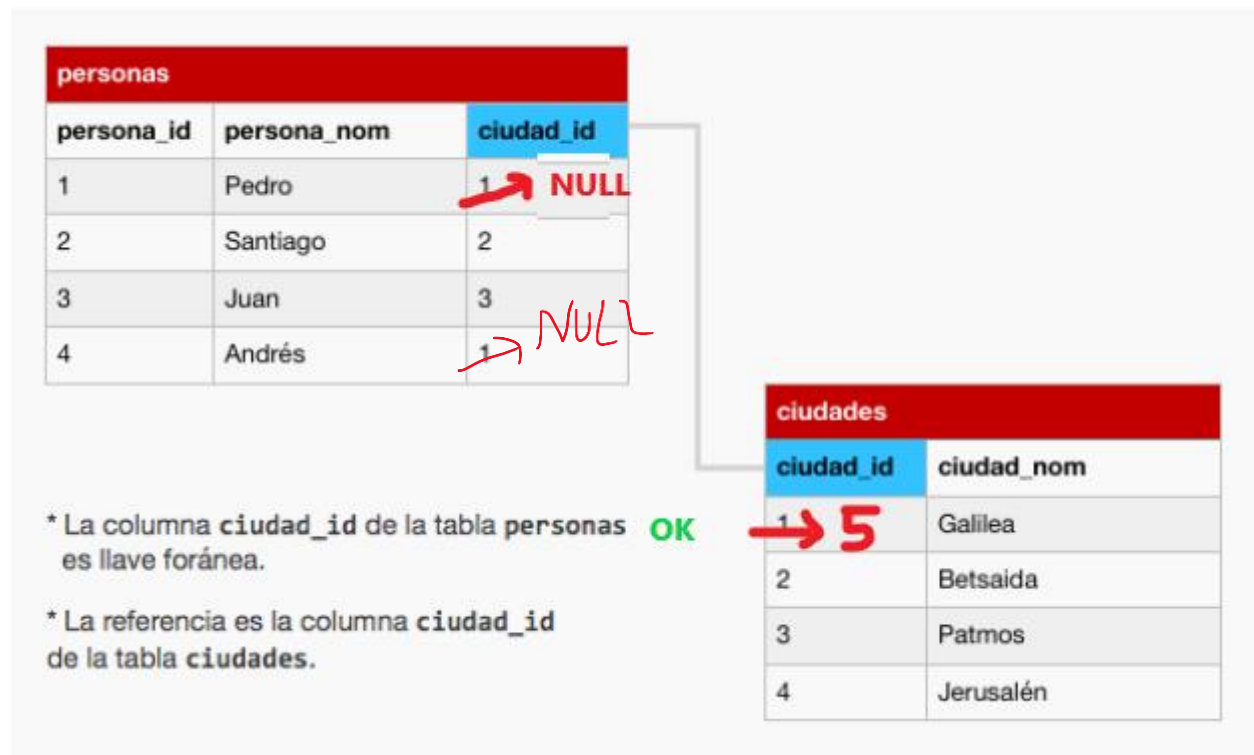 personas
persona_id persona_nom ciudad_id
1 Pedro 1 NULL
2 Santiago 2
3 Juan 3
4 Andrés 1 NULL
ciudades
ciudad_id ciudad_nom
1 5 Galilea
2 Betsaida
3 Patmos
4 Jerusalén
* La columna ciudad_id de la tabla personas OK
es llave foránea.
* La referencia es la columna ciudad_id
de la tabla ciudades.